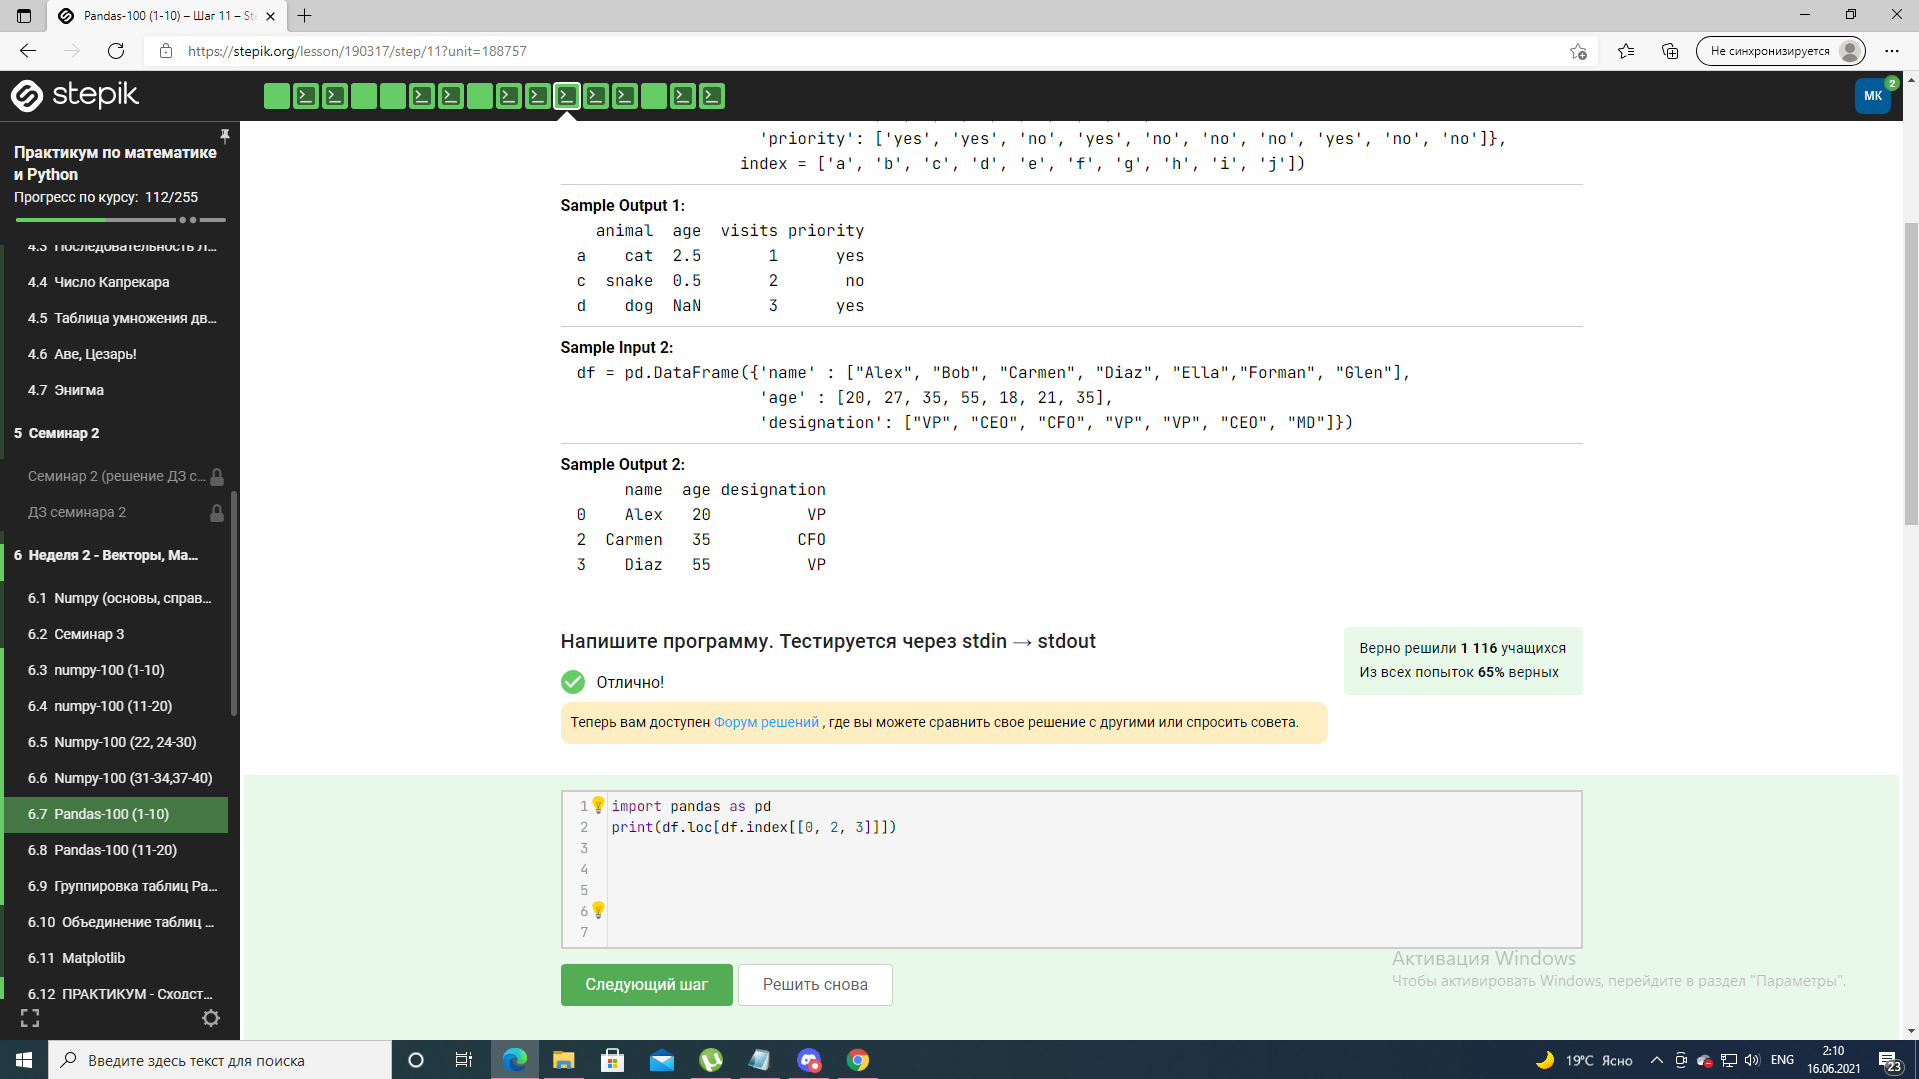 Pandas-100 (1-10) – Шаг 11 – Ste
https://stepik.org/lesson/190317/step/11?unit=188757
Не синхронизируется
stepik
MK
2
Практикум по математике
и Python
Прогресс по курсу: 112/255
4.3 Последовательность Л...
4.4 Число Капрекара
4.5 Таблица умножения дв...
4.6 Аве, Цезарь!
4.7 Энигма
5 Семинар 2
Семинар 2 (решение ДЗ с...
ДЗ семинара 2
6 Неделя 2 - Векторы, Ма...
6.1 Numpy (основы, справ...
6.2 Семинар 3
6.3 numpy-100 (1-10)
6.4 numpy-100 (11-20)
6.5 Numpy-100 (22, 24-30)
6.6 Numpy-100 (31-34,37-40)
6.7 Pandas-100 (1-10)
6.8 Pandas-100 (11-20)
6.9 Группировка таблиц Pa...
6.10 Объединение таблиц ...
6.11 Matplotlib
6.12 ПРАКТИКУМ - Сходст...
'priority': ['yes', 'yes', 'no', 'yes', 'no', 'no', 'no', 'yes', 'no', 'no']},
index = ['a', 'b', 'c', 'd', 'e', 'f', 'g', 'h', 'i', 'j'])
Sample Output 1:
animal age visits priority
a cat 2.5 1 yes
c snake 0.5 2 no
d dog NaN 3 yes
Sample Input 2:
df = pd.DataFrame({'name' : ["Alex", "Bob", "Carmen", "Diaz", "Ella","Forman", "Glen"],
'age' : [20, 27, 35, 55, 18, 21, 35],
'designation': ["VP", "CEO", "CFO", "VP", "VP", "CEO", "MD"]})
Sample Output 2:
name age designation
0 Alex 20 VP
2 Carmen 35 CFO
3 Diaz 55 VP
Напишите программу. Тестируется через stdin → stdout
Верно решили 1 116 учащихся
Из всех попыток 65% верных
Отлично!
Теперь вам доступен Форум решений , где вы можете сравнить свое решение с другими или спросить совета.
1 import pandas as pd
2 print(df.loc[df.index[[0, 2, 3]]])
3
4
5
6
7
Следующий шаг
Решить снова
Активация Windows
Чтобы активировать Windows, перейдите в раздел "Параметры".
Введите здесь текст для поиска
19°C Ясно
ENG
2:10
16.06.2021
23